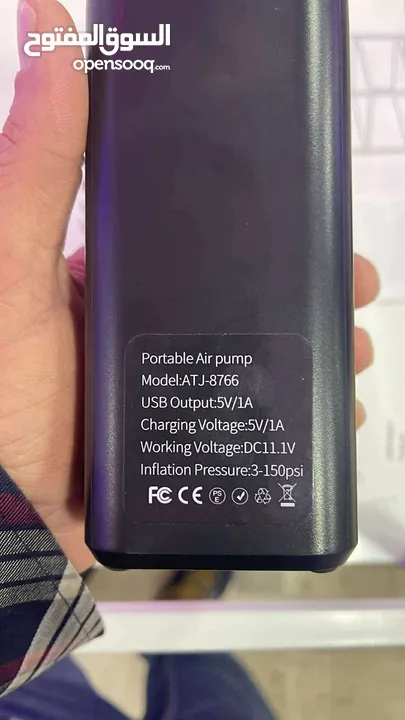 السوق المفتوح
opensooq.com
Portable Air pump
Model:ATJ-8766
USB Output:5V/1A
Charging Voltage:5V/1A
Working Voltage:DC11.1V
Inflation Pressure:3-150psi
FC CE PSE